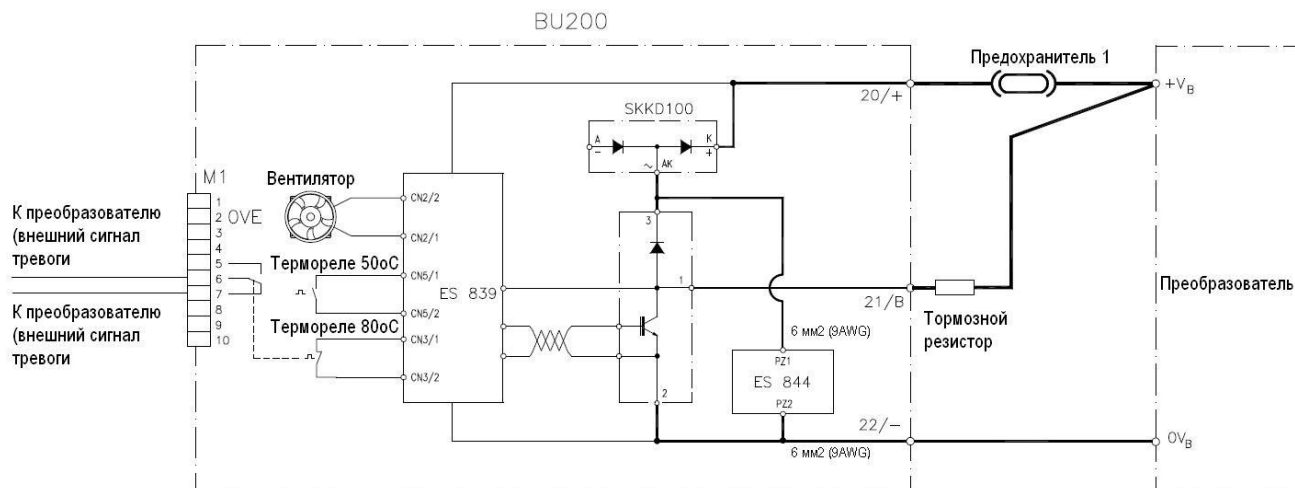 BU200
Предохранитель 1
20/+
+VB
SKKD100
A
K
−
+
~
AK
M1
1
2
3
4
5
6
7
8
9
10
OVE
Вентилятор
CN2/2
CN2/1
К преобразователю
(внешний сигнал
тревоги
Термореле 50оС
CN5/1
CN5/2
ES 839
3
1
2
21/B
Тормозной
резистор
Преобразователь
К преобразователю
(внешний сигнал
тревоги
Термореле 80оС
CN3/1
CN3/2
6 мм2 (9AWG)
PZ1
ES 844
PZ2
22/−
6 мм2 (9AWG)
0VB